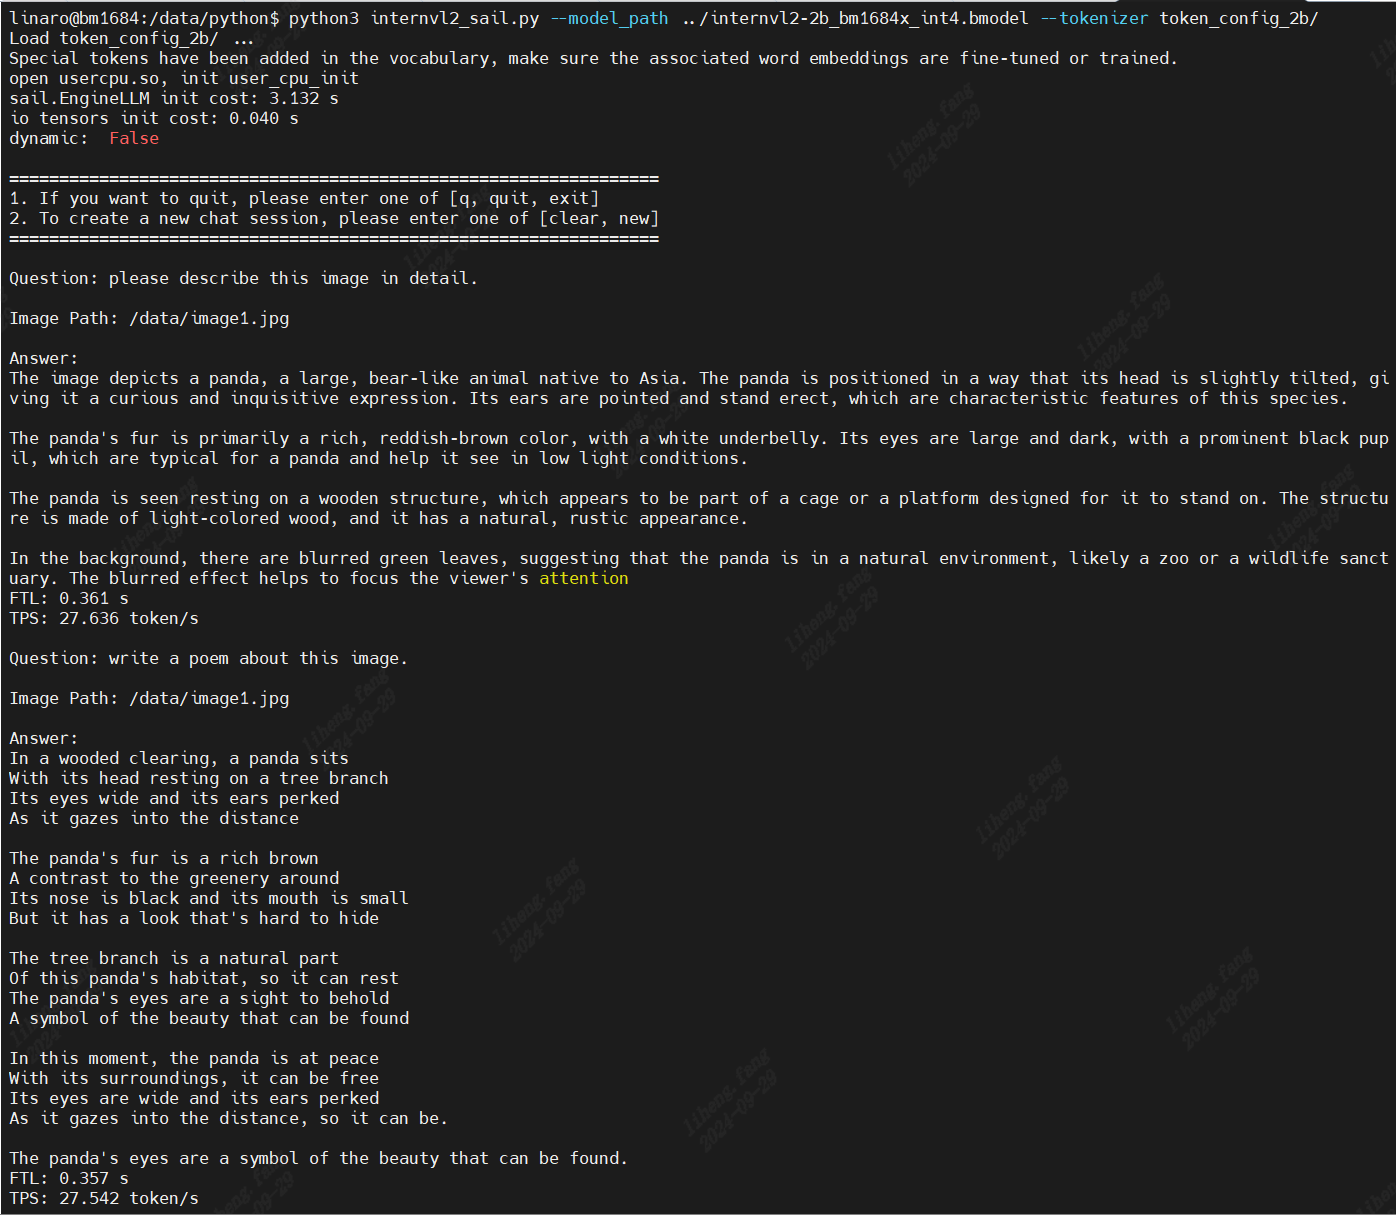 linaro@bm1684:/data/python$ python3 internvl2_sail.py --model_path ../internvl2-2b_bm1684x_int4.bmodel --tokenizer token_config_2b/
Load token_config_2b/ ...
Special tokens have been added in the vocabulary, make sure the associated word embeddings are fine-tuned or trained.
open usercpu.so, init user_cpu_init
sail.EngineLLM init cost: 3.132 s
io tensors init cost: 0.040 s
dynamic:  False
=================================================================
1. If you want to quit, please enter one of [q, quit, exit]
2. To create a new chat session, please enter one of [clear, new]
=================================================================
Question: please describe this image in detail.
Image Path: /data/image1.jpg
Answer:
The image depicts a panda, a large, bear-like animal native to Asia. The panda is positioned in a way that its head is slightly tilted, gi
ving it a curious and inquisitive expression. Its ears are pointed and stand erect, which are characteristic features of this species.
The panda's fur is primarily a rich, reddish-brown color, with a white underbelly. Its eyes are large and dark, with a prominent black pup
il, which are typical for a panda and help it see in low light conditions.
The panda is seen resting on a wooden structure, which appears to be part of a cage or a platform designed for it to stand on. The structu
re is made of light-colored wood, and it has a natural, rustic appearance.
In the background, there are blurred green leaves, suggesting that the panda is in a natural environment, likely a zoo or a wildlife sanct
uary. The blurred effect helps to focus the viewer's attention
FTL: 0.361 s
TPS: 27.636 token/s
Question: write a poem about this image.
Image Path: /data/image1.jpg
Answer:
In a wooded clearing, a panda sits
With its head resting on a tree branch
Its eyes wide and its ears perked
As it gazes into the distance
The panda's fur is a rich brown
A contrast to the greenery around
Its nose is black and its mouth is small
But it has a look that's hard to hide
The tree branch is a natural part
Of this panda's habitat, so it can rest
The panda's eyes are a sight to behold
A symbol of the beauty that can be found
In this moment, the panda is at peace
With its surroundings, it can be free
Its eyes are wide and its ears perked
As it gazes into the distance, so it can be.
The panda's eyes are a symbol of the beauty that can be found.
FTL: 0.357 s
TPS: 27.542 token/s
liheng.fang
2024-09-29